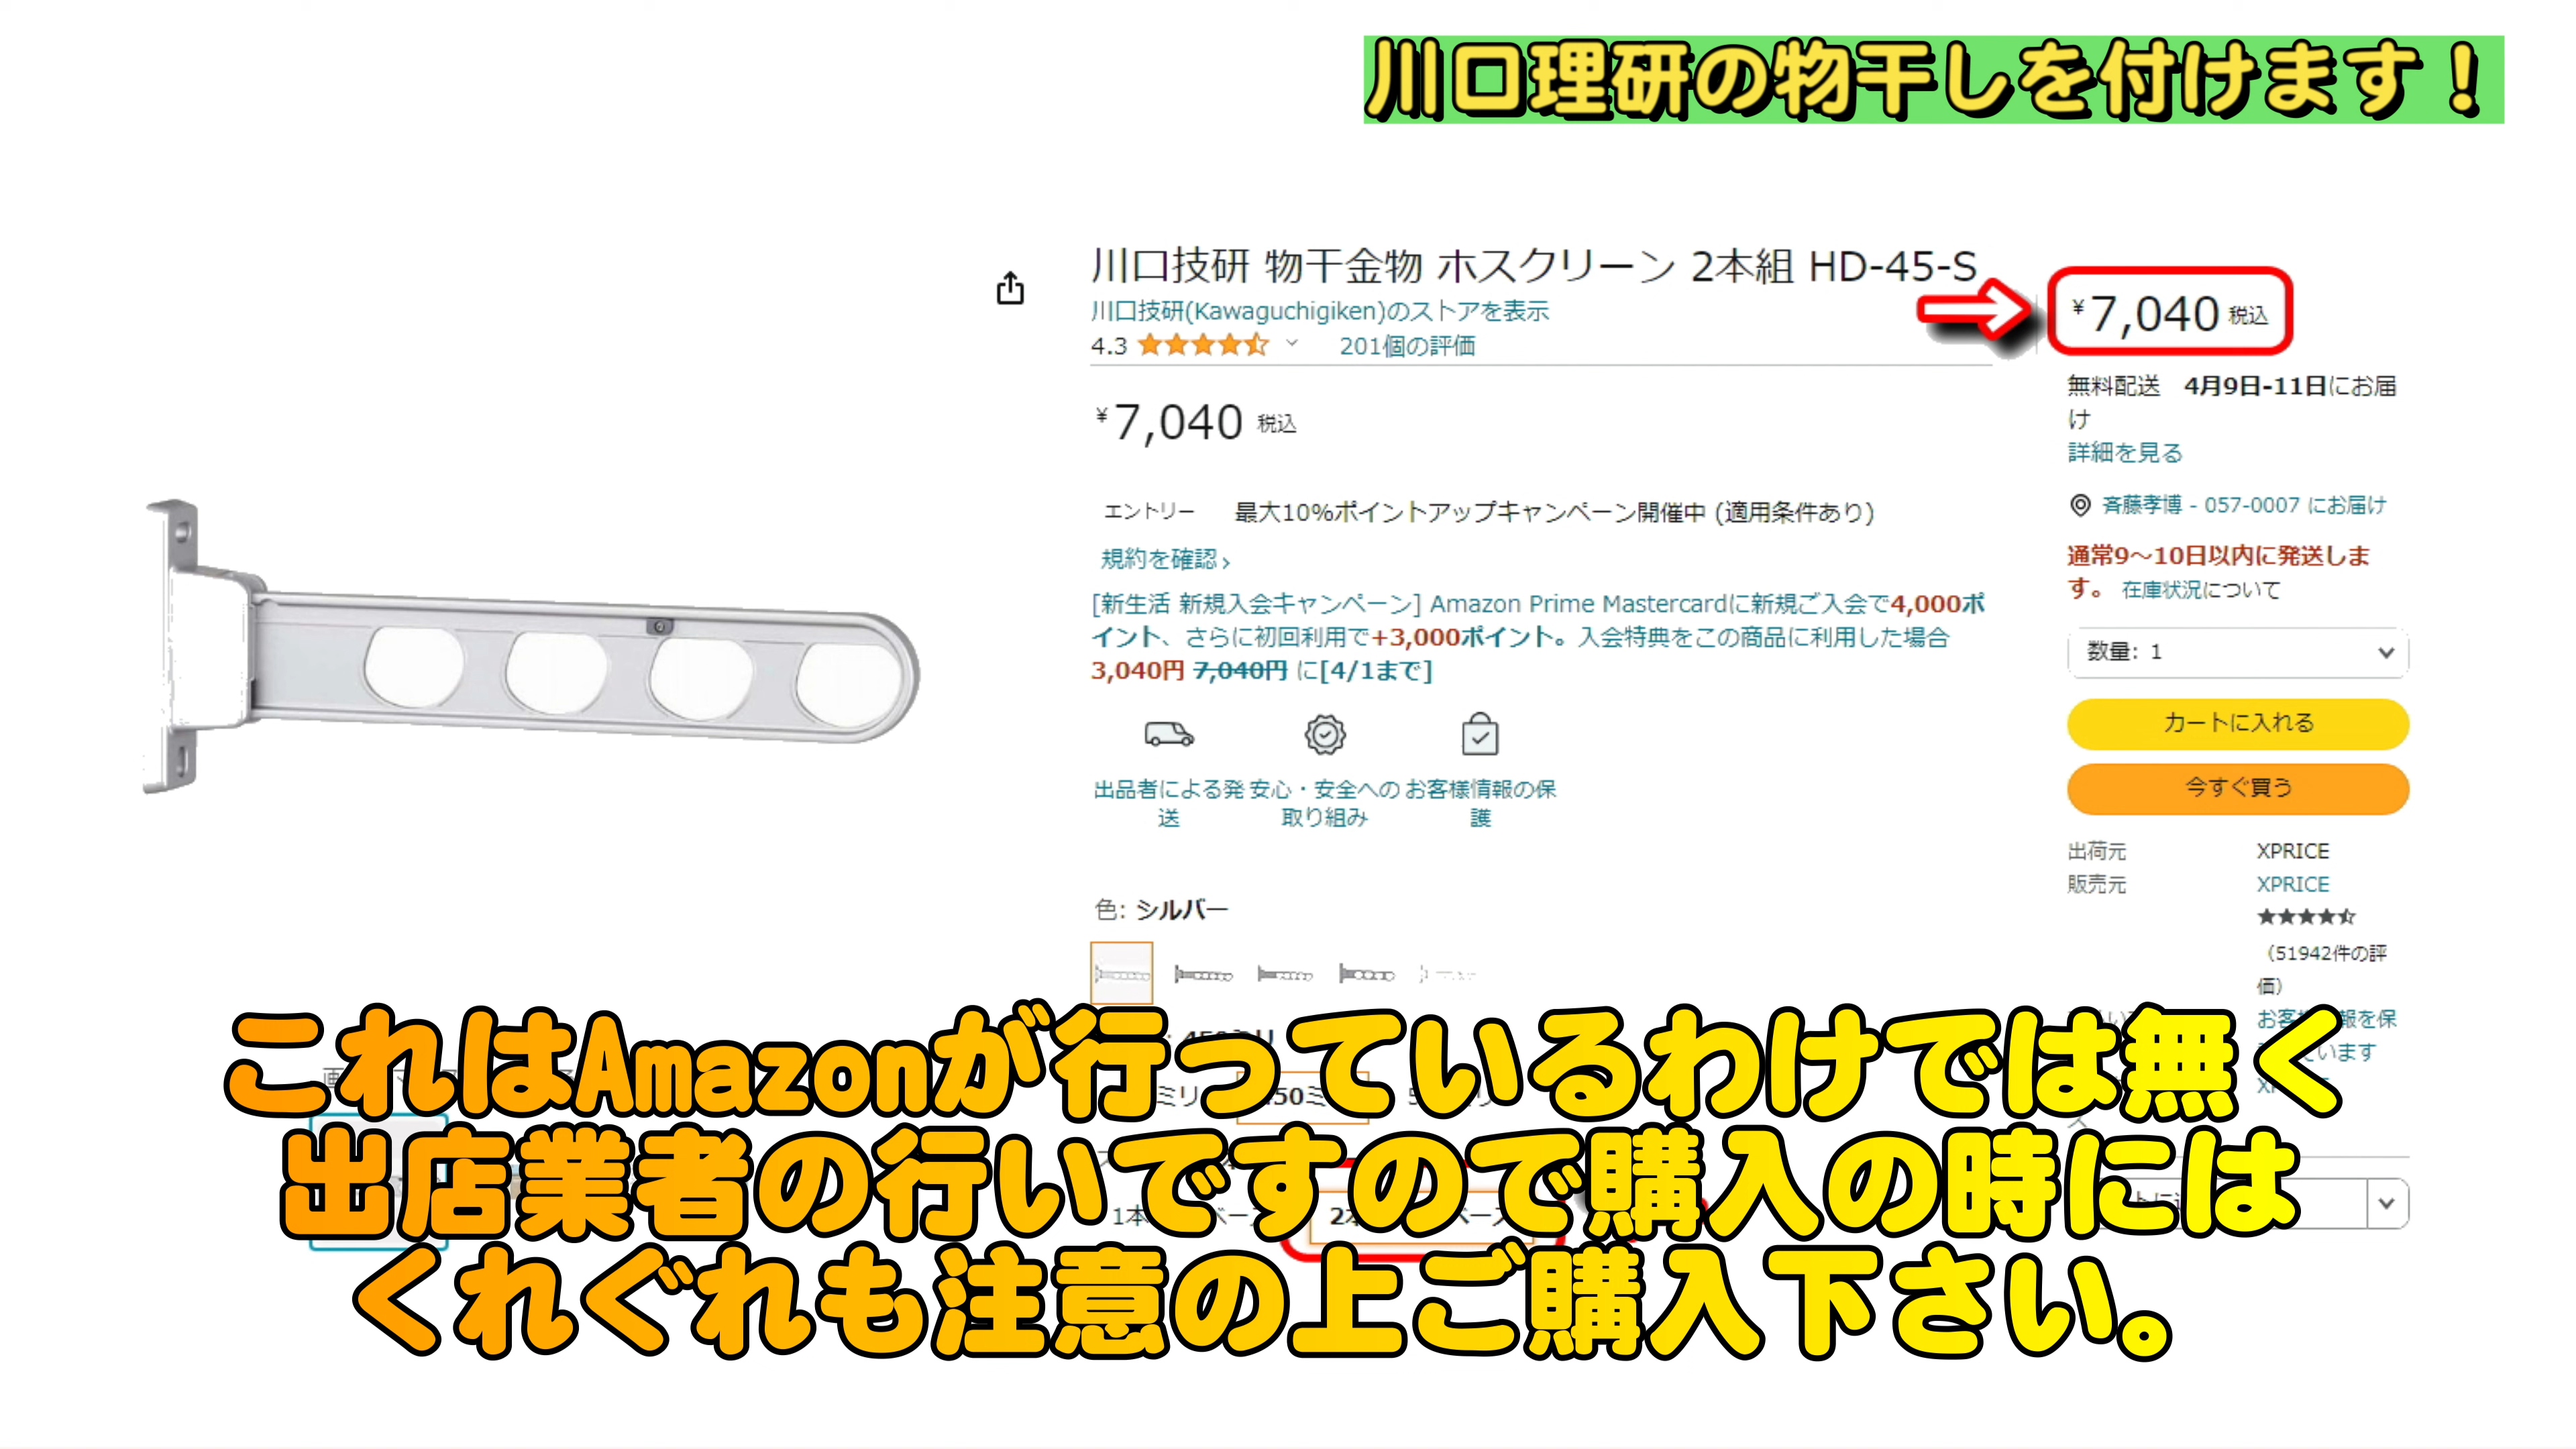 川口理研の物干しを付けます！
川口技研 物干金物 ホスクリーン 2本組 HD-45-S
川口技研(Kawaguchigiken)のストアを表示
4.3
201個の評価
¥7,040 税込
エントリー 最大10%ポイントアップキャンペーン開催中 (適用条件あり)
規約を確認 ›
[新生活 新規入会キャンペーン] Amazon Prime Mastercardに新規ご入会で4,000ポ
イント、さらに初回利用で+3,000ポイント。入会特典をこの商品に利用した場合
3,040円 7,040円 に[4/1まで]
出品者による発
送
安心・安全への
取り組み
お客様情報の保
護
色: シルバー
¥7,040 税込
無料配送 4月9日-11日にお届
け
詳細を見る
斉藤孝博 - 057-0007 にお届け
通常9～10日以内に発送しま
す。 在庫状況について
数量: 1
カートに入れる
今すぐ買う
出荷元 XPRICE
販売元 XPRICE
（51942件の評
価）
これはAmazonが行っているわけでは無く
出店業者の行いですので購入の時には
くれぐれも注意の上ご購入下さい。